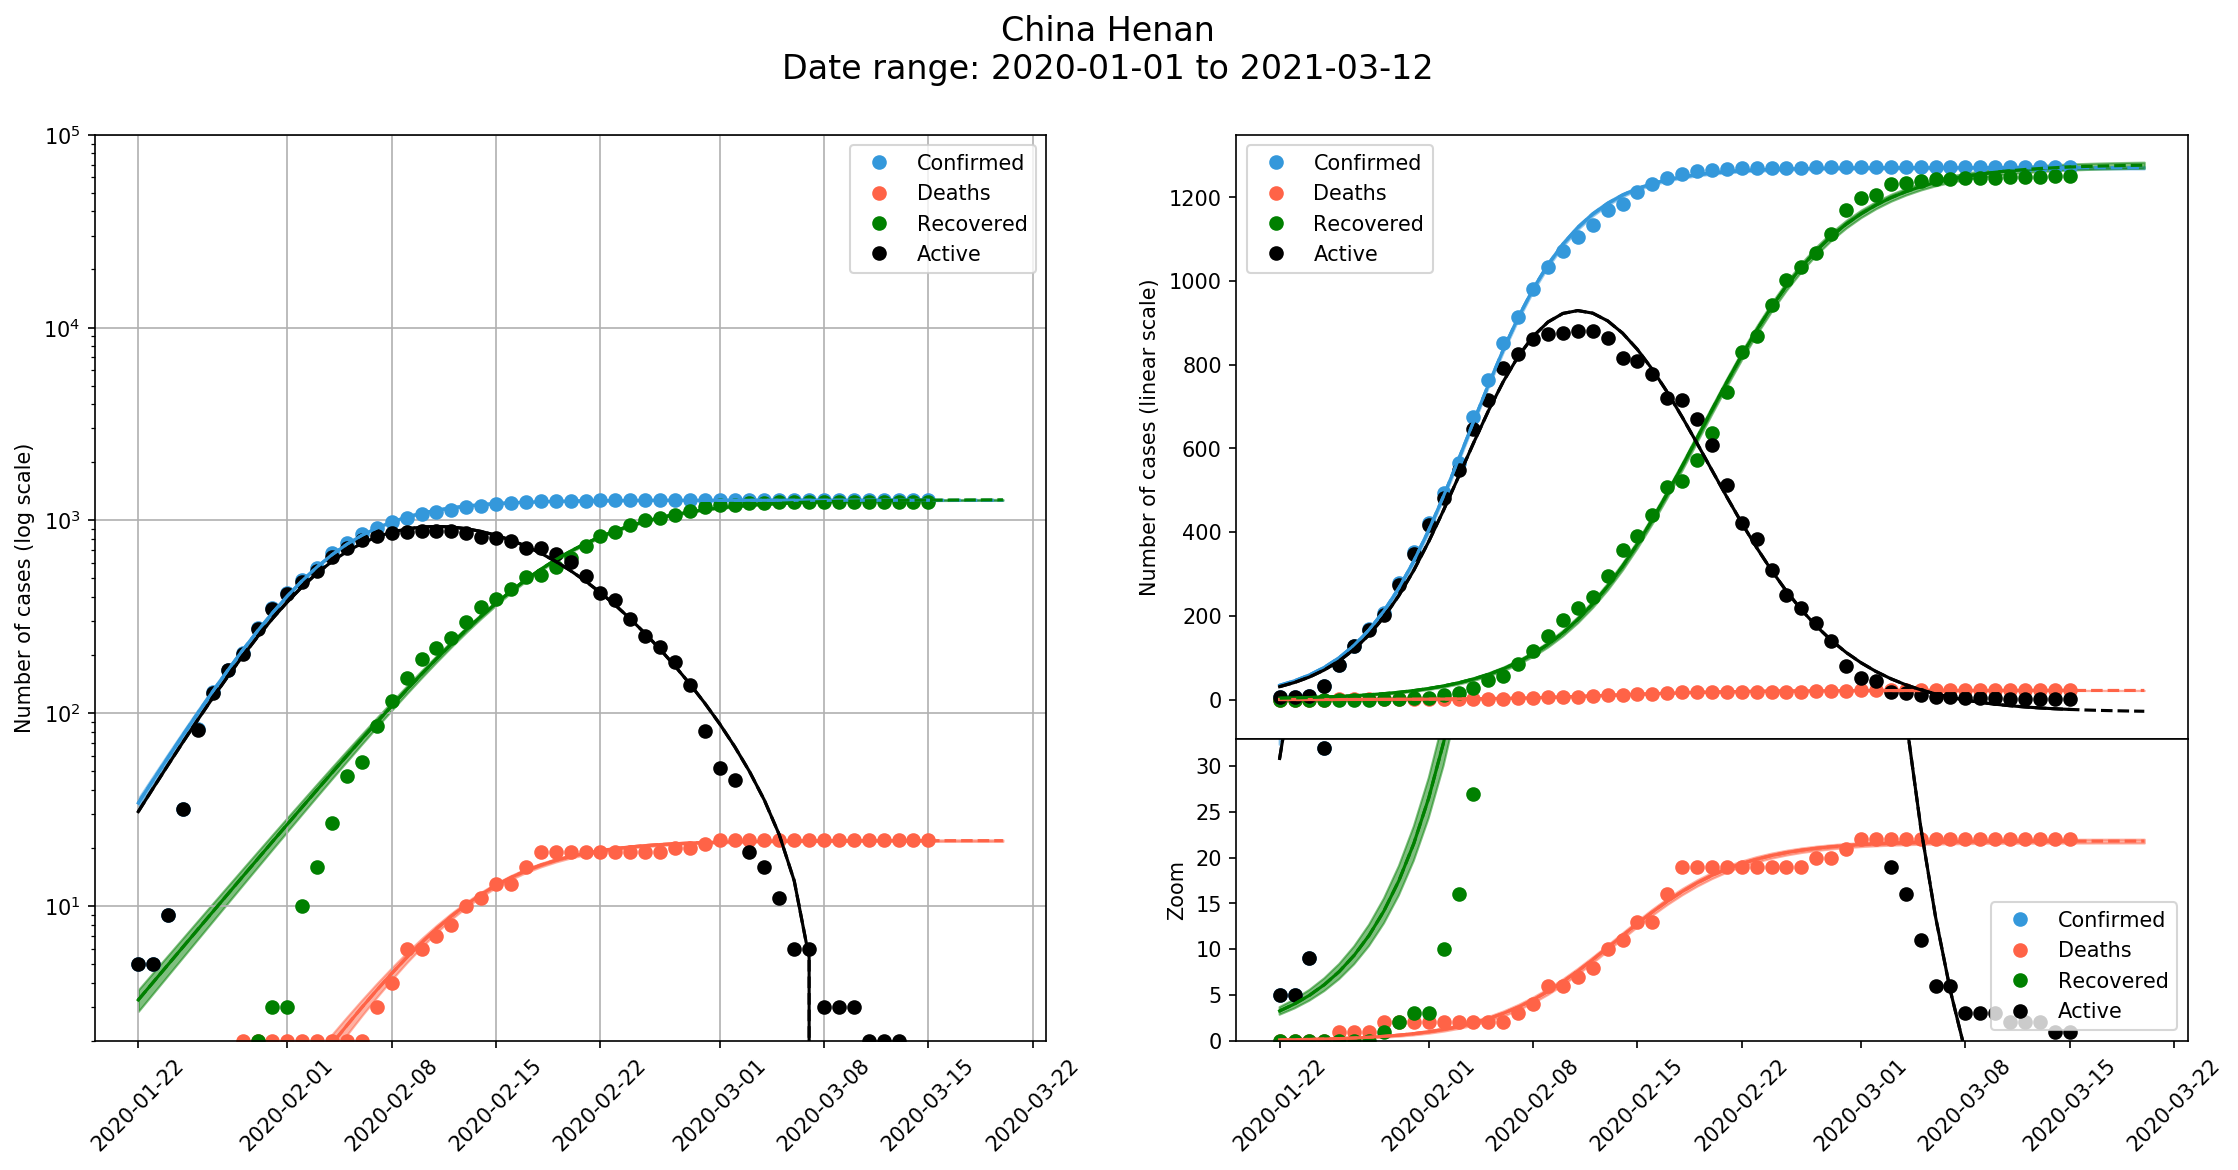 China Henan
Date range: 2020-01-01 to 2021-03-12
Number of cases (log scale)
10^5
10^4
10^3
10^2
10^1
Confirmed
Deaths
Recovered
Active
2020-01-22
2020-02-01
2020-02-08
2020-02-15
2020-02-22
2020-03-01
2020-03-08
2020-03-15
2020-03-22
Number of cases (linear scale)
1200
1000
800
600
400
200
0
Confirmed
Deaths
Recovered
Active
Zoom
30
25
20
15
10
5
0
Confirmed
Deaths
Recovered
Active
2020-01-22
2020-02-01
2020-02-08
2020-02-15
2020-02-22
2020-03-01
2020-03-08
2020-03-15
2020-03-22